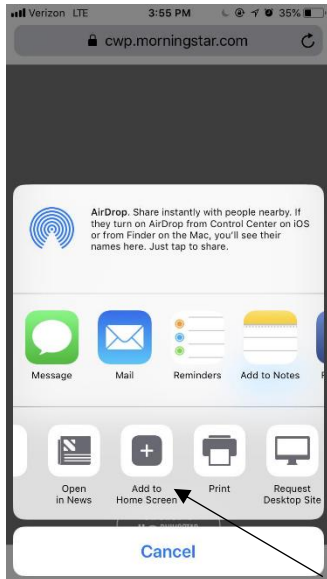 Verizon LTE 3:55 PM 35%
cwp.morningstar.com
AirDrop. Share instantly with people nearby. If
they turn on AirDrop from Control Center on iOS
or from Finder on the Mac, you'll see their
names here. Just tap to share.
Message Mail Reminders Add to Notes
Open
in News
Add to
Home Screen
Print
Request
Desktop Site
Cancel